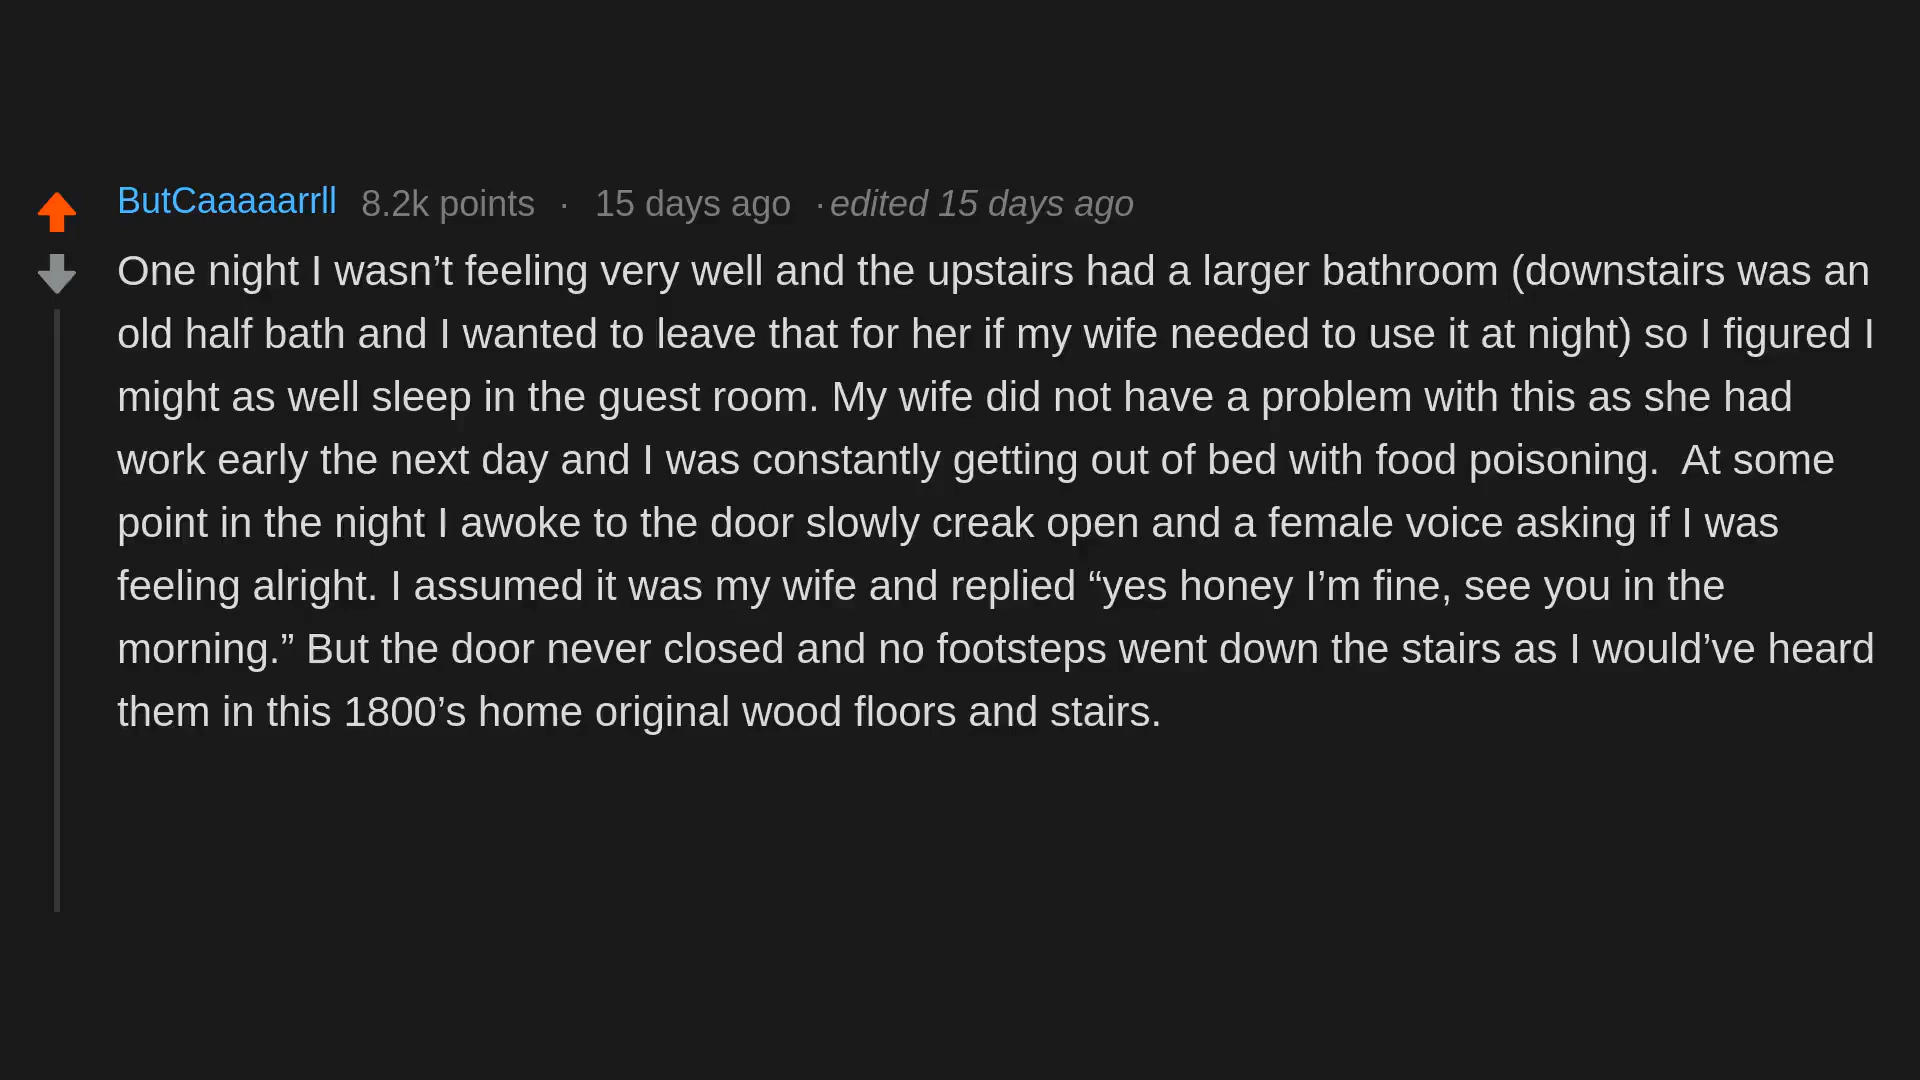 ButCaaaaarrll 8.2k points · 15 days ago · edited 15 days ago
One night I wasn’t feeling very well and the upstairs had a larger bathroom (downstairs was an
old half bath and I wanted to leave that for her if my wife needed to use it at night) so I figured I
might as well sleep in the guest room. My wife did not have a problem with this as she had
work early the next day and I was constantly getting out of bed with food poisoning.  At some
point in the night I awoke to the door slowly creak open and a female voice asking if I was
feeling alright. I assumed it was my wife and replied “yes honey I’m fine, see you in the
morning.” But the door never closed and no footsteps went down the stairs as I would’ve heard
them in this 1800’s home original wood floors and stairs.